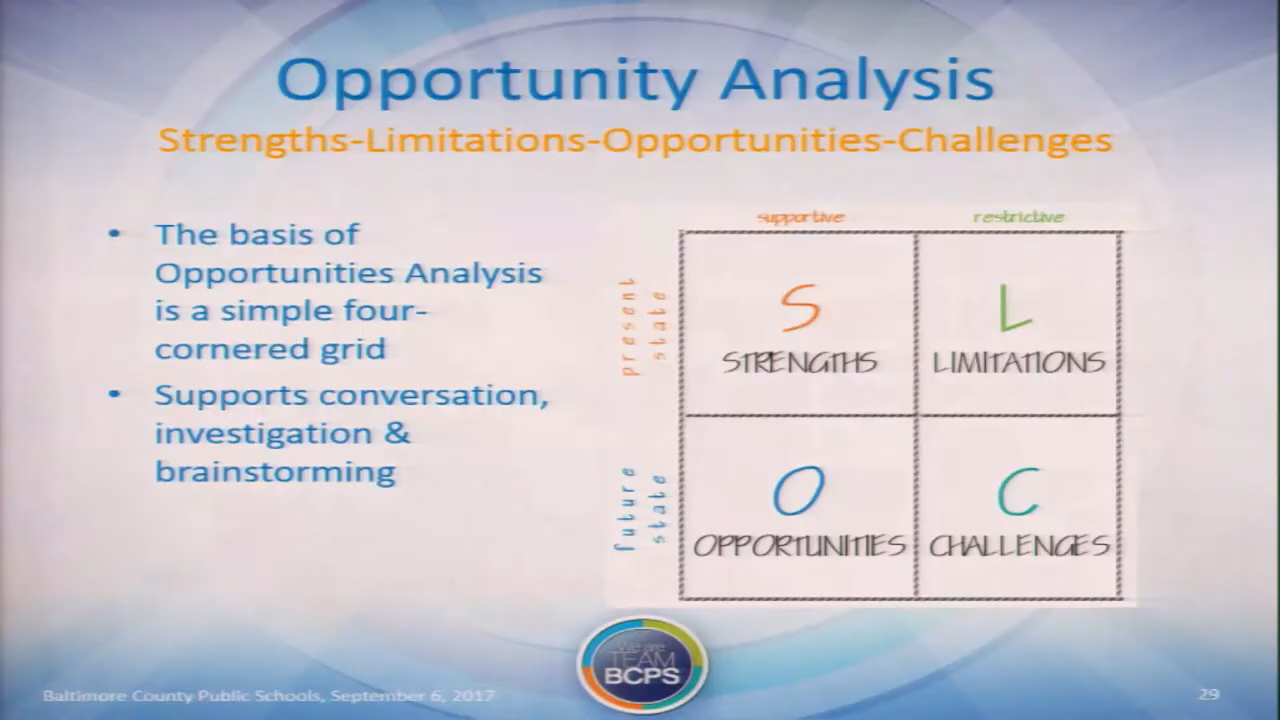 Opportunity Analysis
Strengths-Limitations-Opportunities-Challenges
• The basis of
Opportunities Analysis
is a simple four-
cornered grid
• Supports conversation,
investigation &
brainstorming
supportive
restrictive
present
state
S
STRENGTHS
L
LIMITATIONS
future
state
O
OPPORTUNITIES
C
CHALLENGES
We are
TEAM
BCPS
Baltimore County Public Schools, September 6, 2017
29